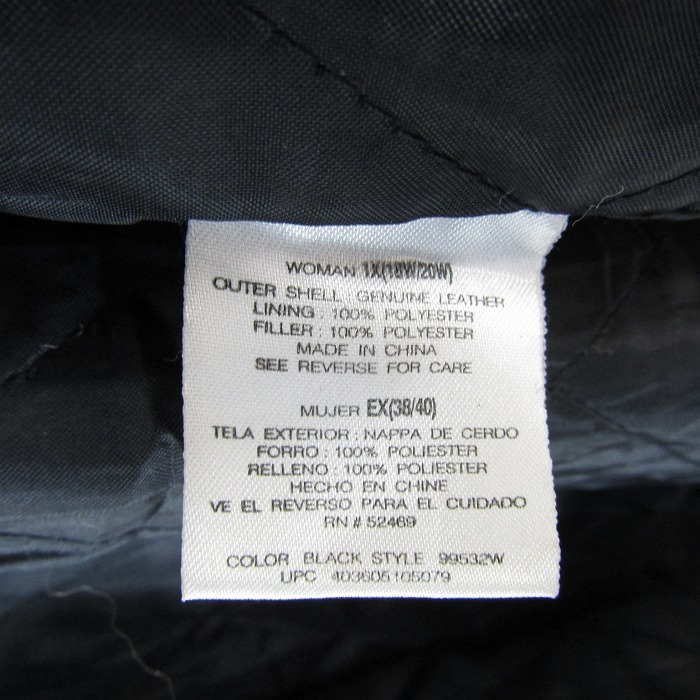 WOMAN 1X(18W/20W)
OUTER SHELL : GENUINE LEATHER
LINING : 100% POLYESTER
FILLER : 100% POLYESTER
MADE IN CHINA
SEE REVERSE FOR CARE
MUJER EX(38/40)
TELA EXTERIOR : NAPPA DE CERDO
FORRO : 100% POLIESTER
RELLENO : 100% POLIESTER
HECHO EN CHINE
VE EL REVERSO PARA EL CUIDADO
RN # 52469
COLOR BLACK STYLE 99532W
UPC 403605105079